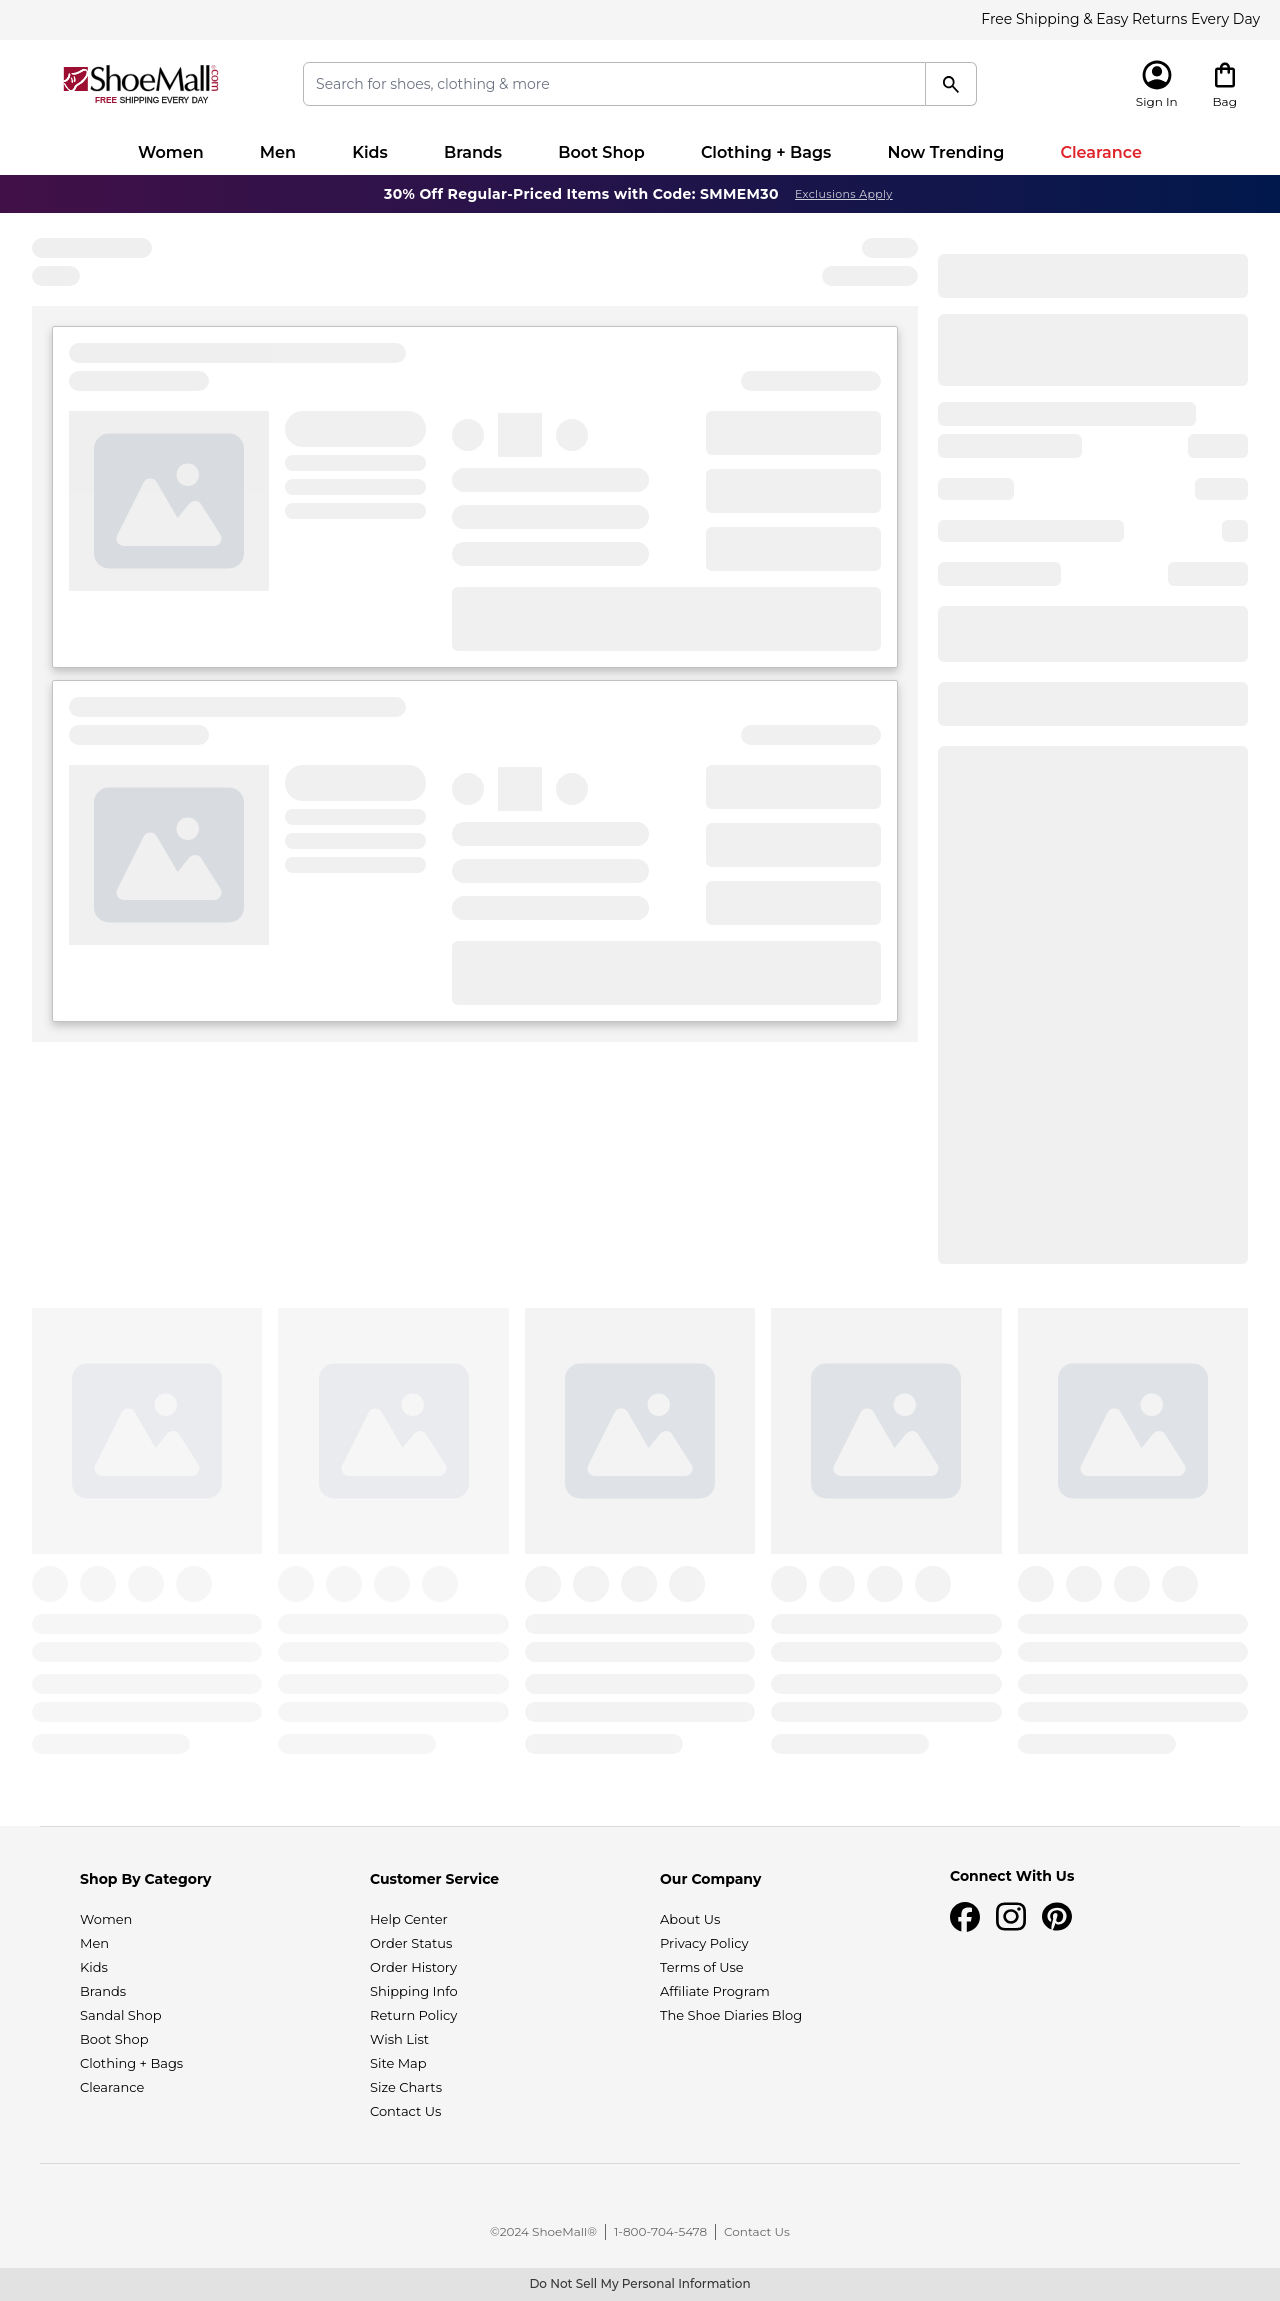 Free Shipping & Easy Returns Every Day
ShoeMall.com
FREE SHIPPING EVERY DAY
Search for shoes, clothing & more
Sign In
Bag
Women
Men
Kids
Brands
Boot Shop
Clothing + Bags
Now Trending
Clearance
30% Off Regular-Priced Items with Code: SMMEM30 Exclusions Apply
Shop By Category
Women
Men
Kids
Brands
Sandal Shop
Boot Shop
Clothing + Bags
Clearance
Customer Service
Help Center
Order Status
Order History
Shipping Info
Return Policy
Wish List
Site Map
Size Charts
Contact Us
Our Company
About Us
Privacy Policy
Terms of Use
Affiliate Program
The Shoe Diaries Blog
Connect With Us
©2024 ShoeMall® | 1-800-704-5478 | Contact Us
Do Not Sell My Personal Information